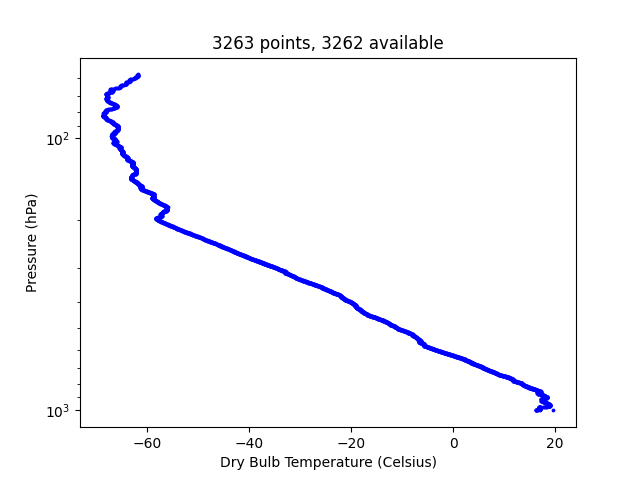 3263 points, 3262 available
10²
10³
Pressure (hPa)
−60 −40 −20 0 20
Dry Bulb Temperature (Celsius)